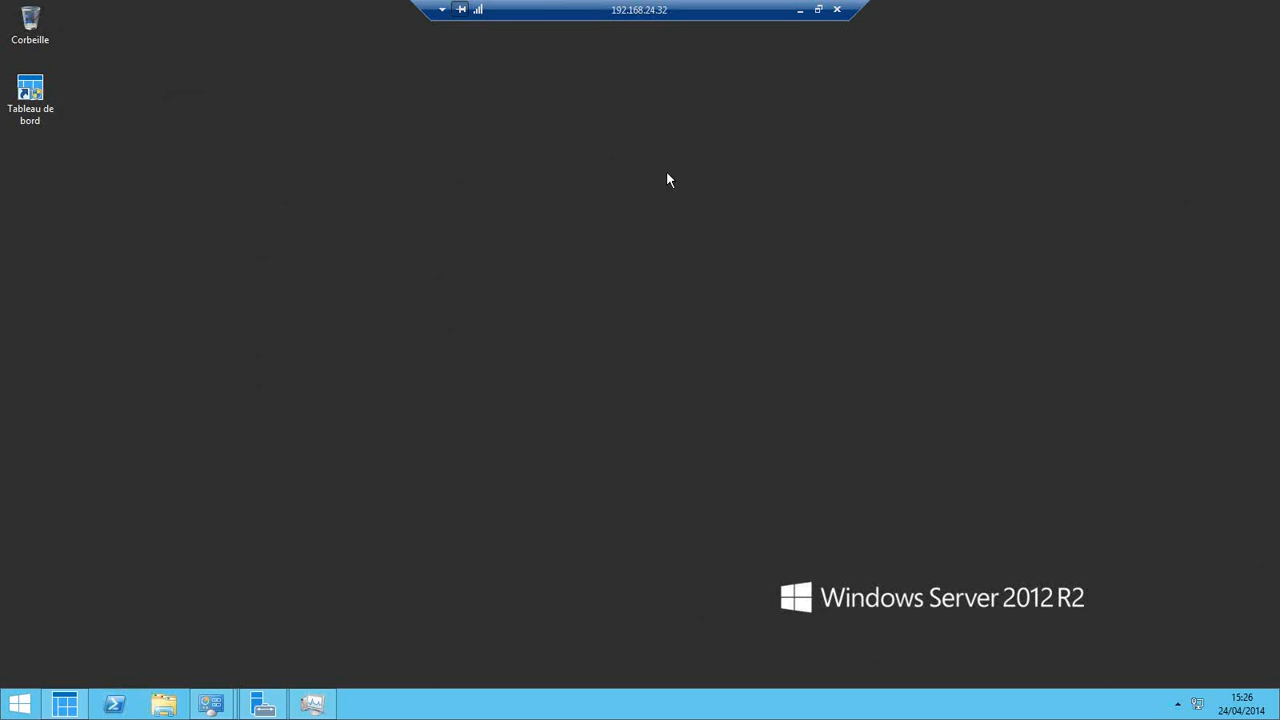 192.168.24.32
Corbeille
Tableau de
bord
Windows Server 2012 R2
15:26
24/04/2014